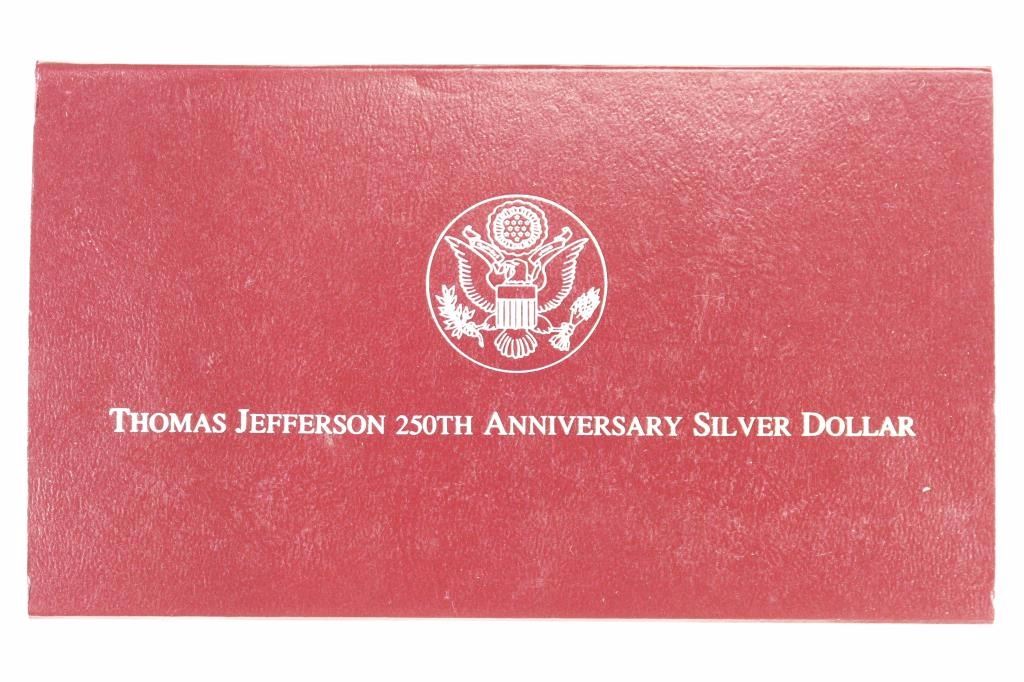 THOMAS JEFFERSON 250TH ANNIVERSARY SILVER DOLLAR